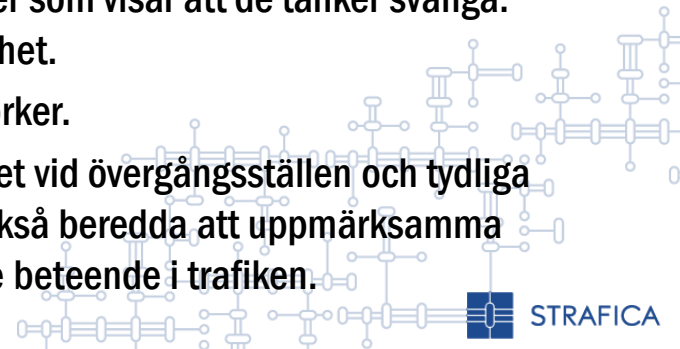 som visar att de tänker svänga.
het.
rker.
et vid övergångsställen och tydliga
kså beredda att uppmärksamma
e beteende i trafiken.
STRAFICA